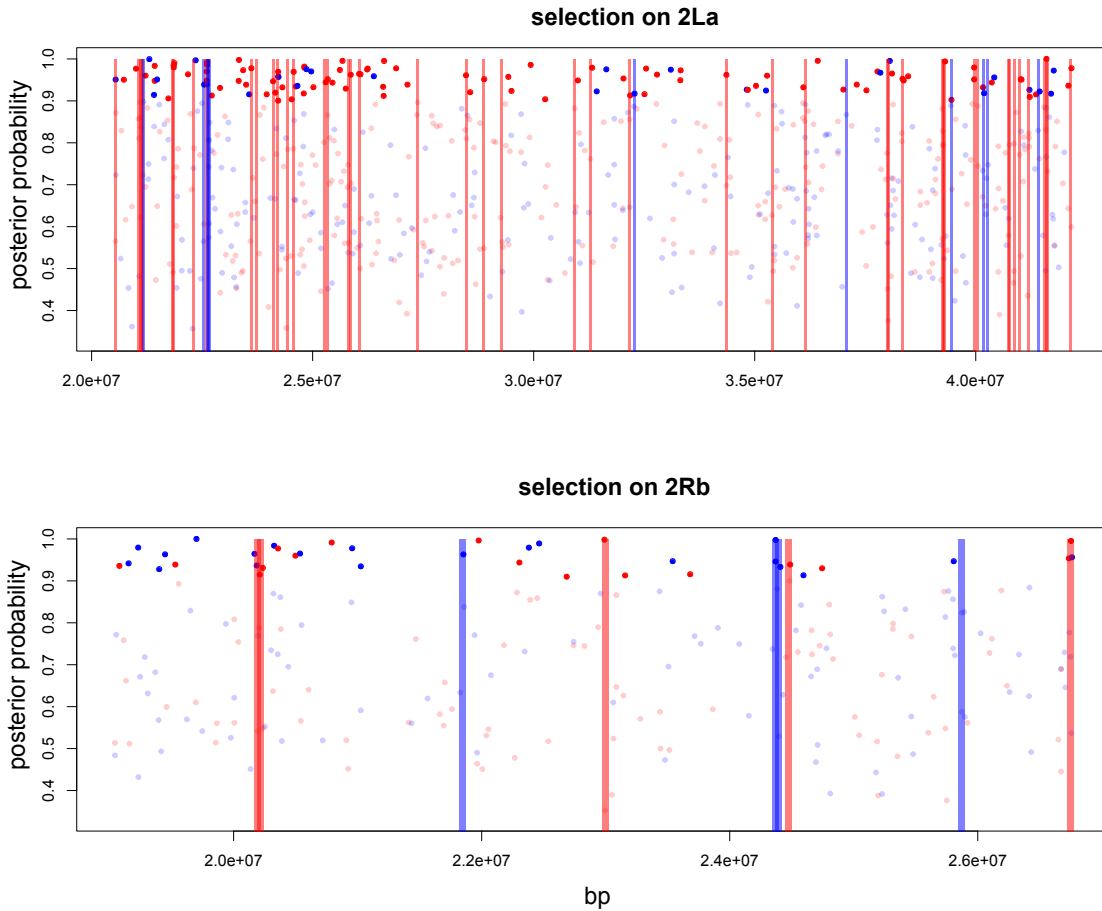 selection on 2La
posterior probability
1.0
0.9
0.8
0.7
0.6
0.5
0.4
2.0e+07 2.5e+07 3.0e+07 3.5e+07 4.0e+07
selection on 2Rb
posterior probability
1.0
0.9
0.8
0.7
0.6
0.5
0.4
2.0e+07 2.2e+07 2.4e+07 2.6e+07
bp